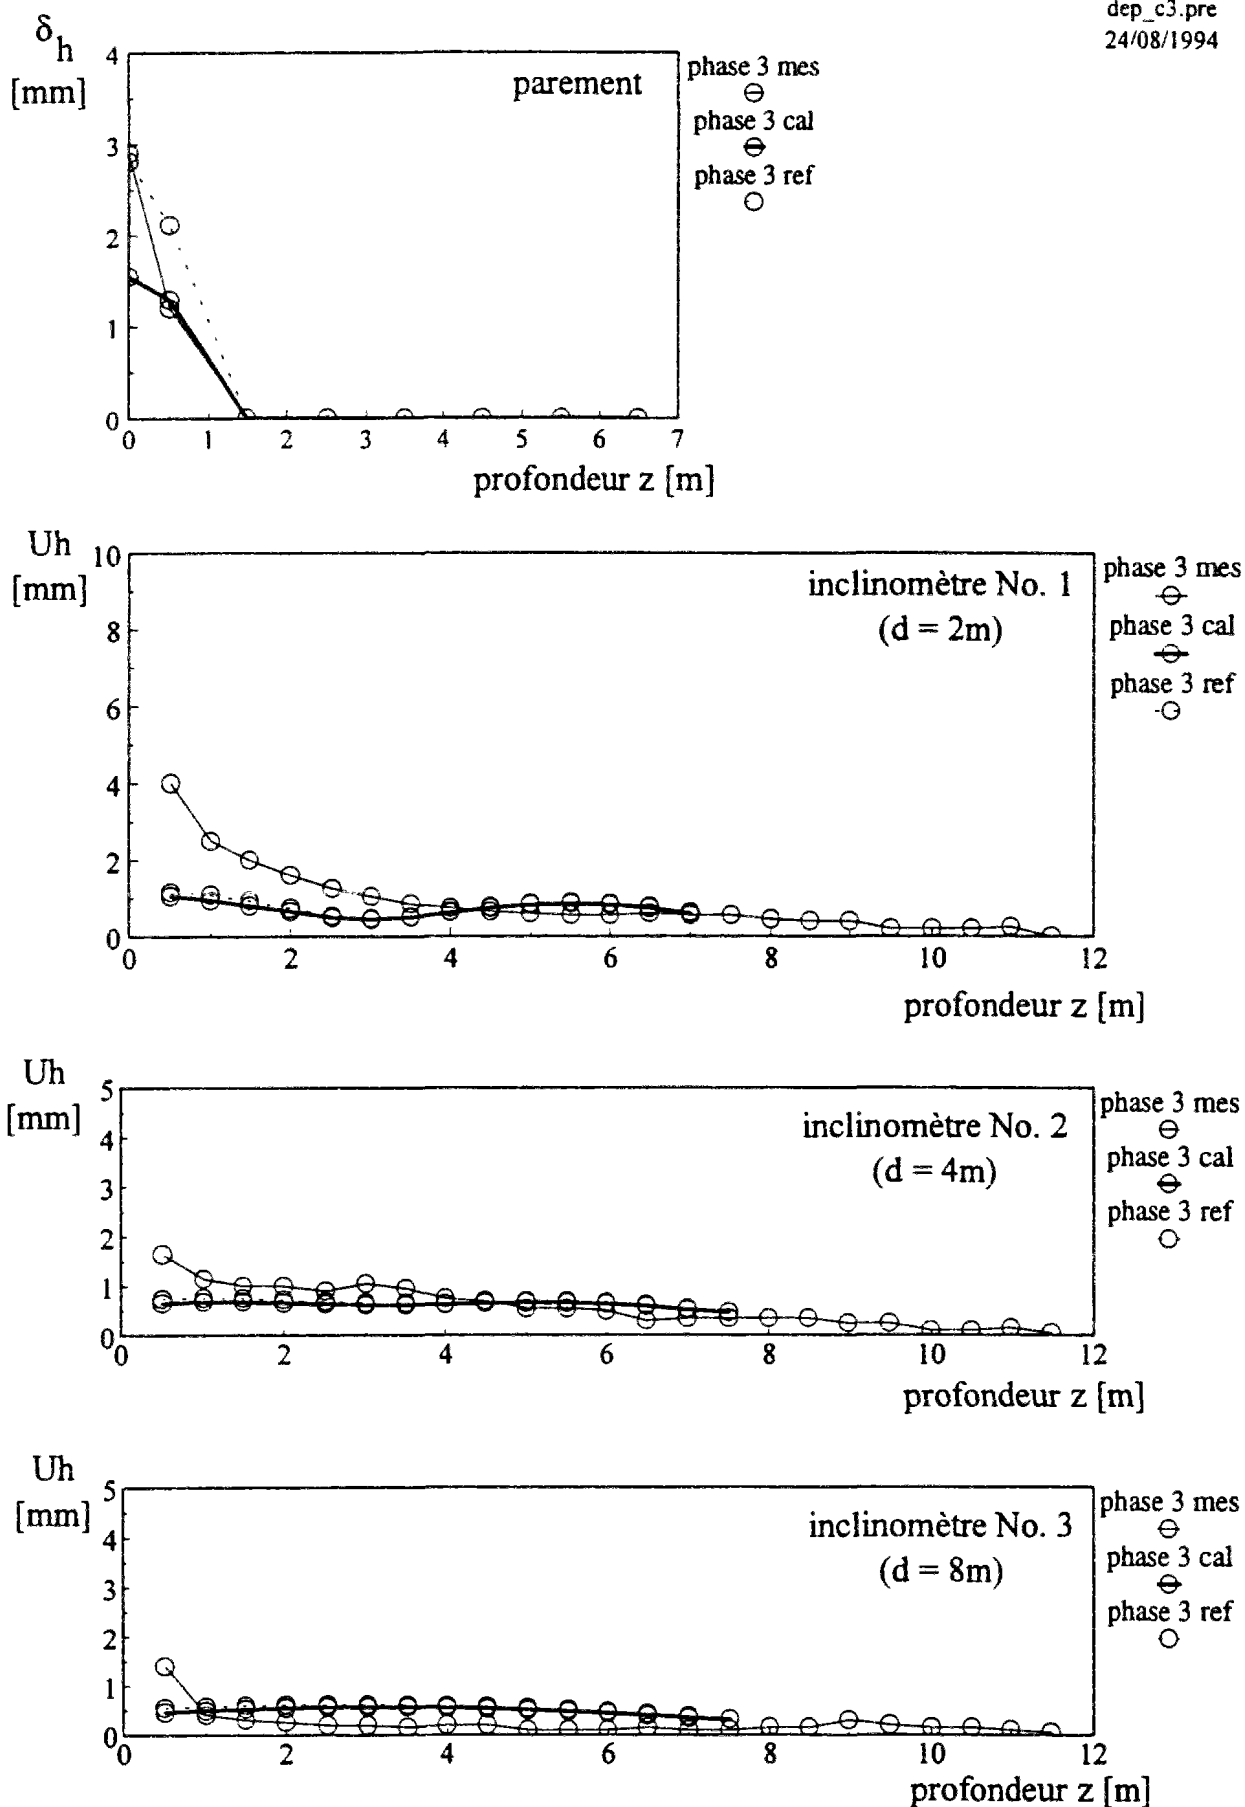 dep_c3.pre
24/08/1994
δh
[mm]
parement
4
3
2
1
0
0 1 2 3 4 5 6 7
profondeur z [m]
phase 3 mes
phase 3 cal
phase 3 ref
Uh
[mm]
inclinomètre No. 1
(d = 2m)
10
8
6
4
2
0
0 2 4 6 8 10 12
profondeur z [m]
phase 3 mes
phase 3 cal
phase 3 ref
Uh
[mm]
inclinomètre No. 2
(d = 4m)
5
4
3
2
1
0
0 2 4 6 8 10 12
profondeur z [m]
phase 3 mes
phase 3 cal
phase 3 ref
Uh
[mm]
inclinomètre No. 3
(d = 8m)
5
4
3
2
1
0
0 2 4 6 8 10 12
profondeur z [m]
phase 3 mes
phase 3 cal
phase 3 ref